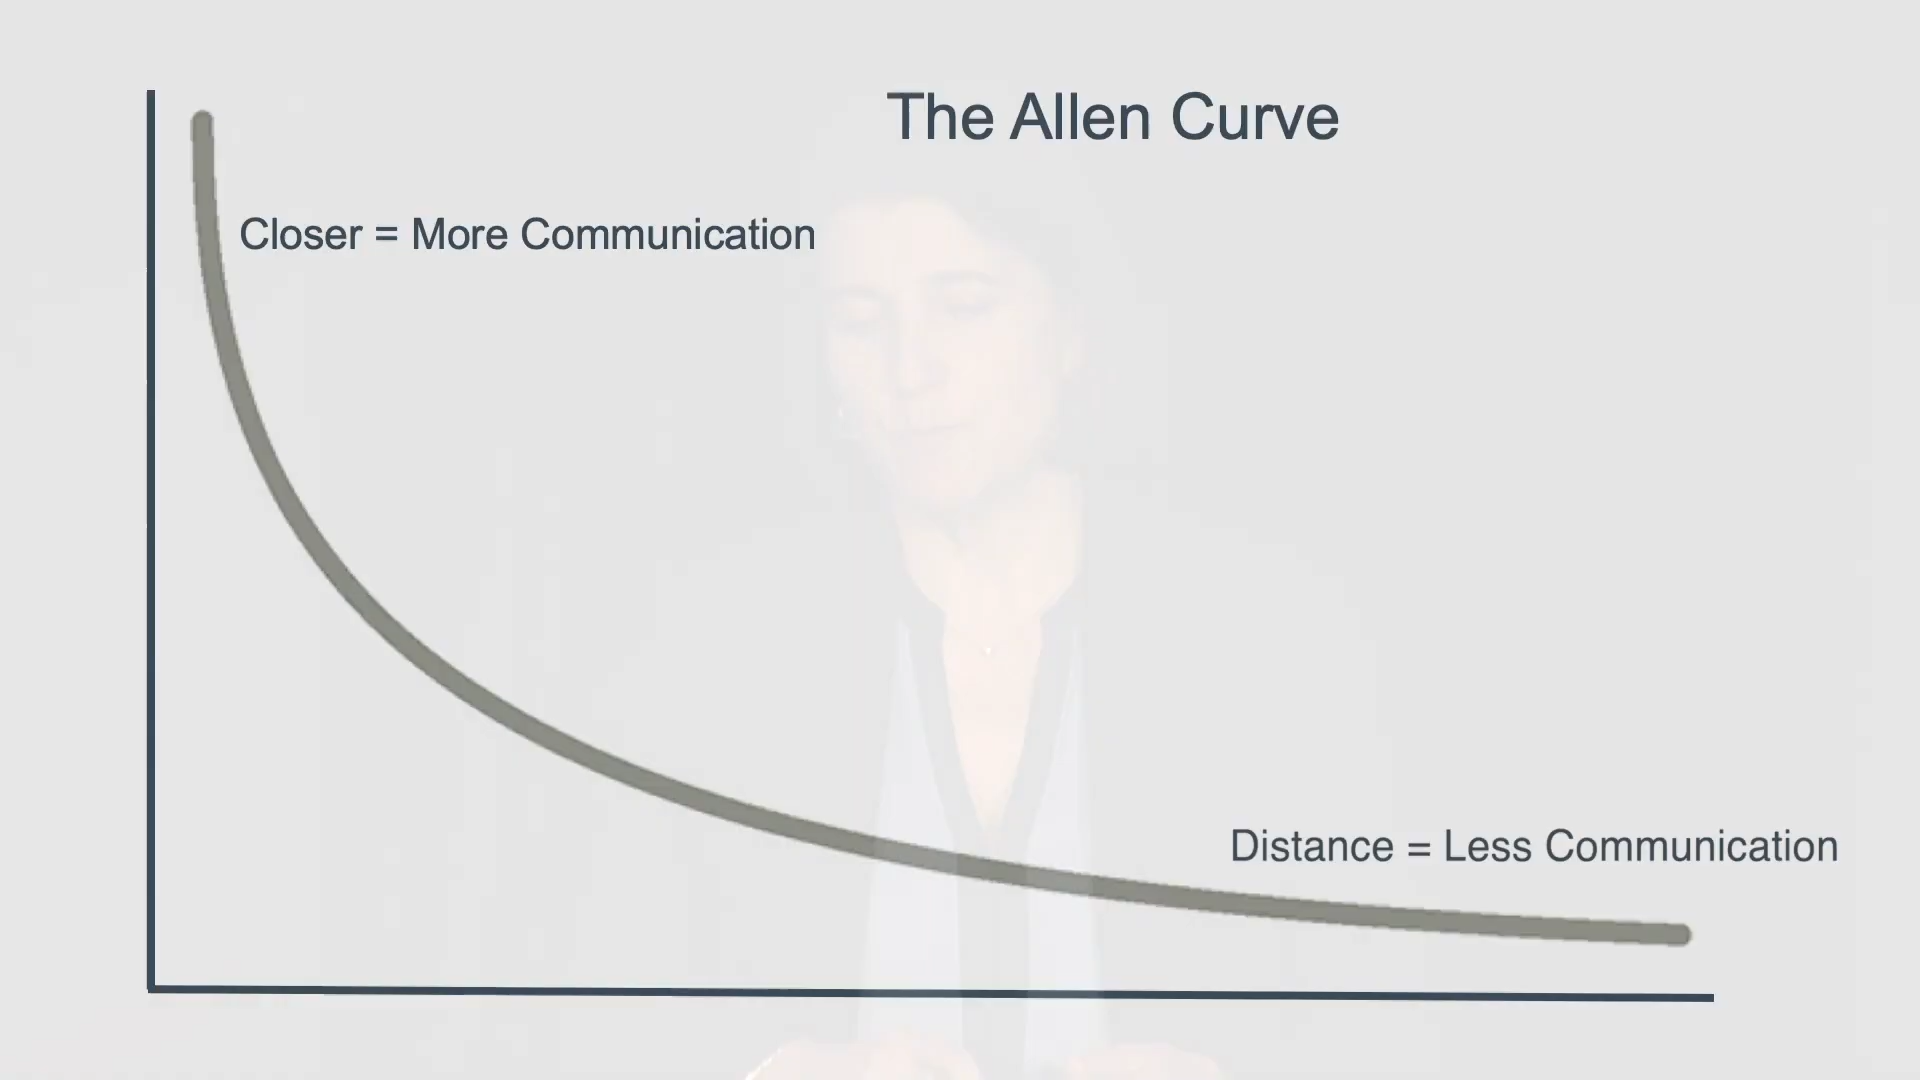 The Allen Curve
Closer = More Communication
Distance = Less Communication